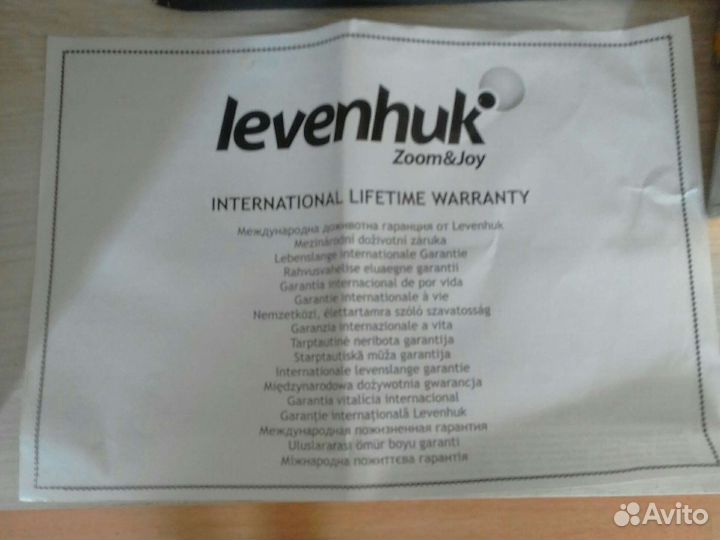 levenhuk
Zoom&Joy
INTERNATIONAL LIFETIME WARRANTY
Международна доживотна гаранция от Levenhuk
Mezinárodní doživotní záruka
Lebenslange internationale Garantie
Rahvusvahelise eluaegne garantii
Garantia internacional de por vida
Garantie internationale à vie
Nemzetközi, élettartamra szóló szavatosság
Garanzia internazionale a vita
Tarptautinė neribota garantija
Starptautiskā mūža garantija
Internationale levenslange garantie
Międzynarodowa dożywotnia gwarancja
Garantia vitalícia internacional
Garanție internațională Levenhuk
Международная пожизненная гарантия
Uluslararası ömür boyu garanti
Міжнародна пожиттєва гарантія
Avito